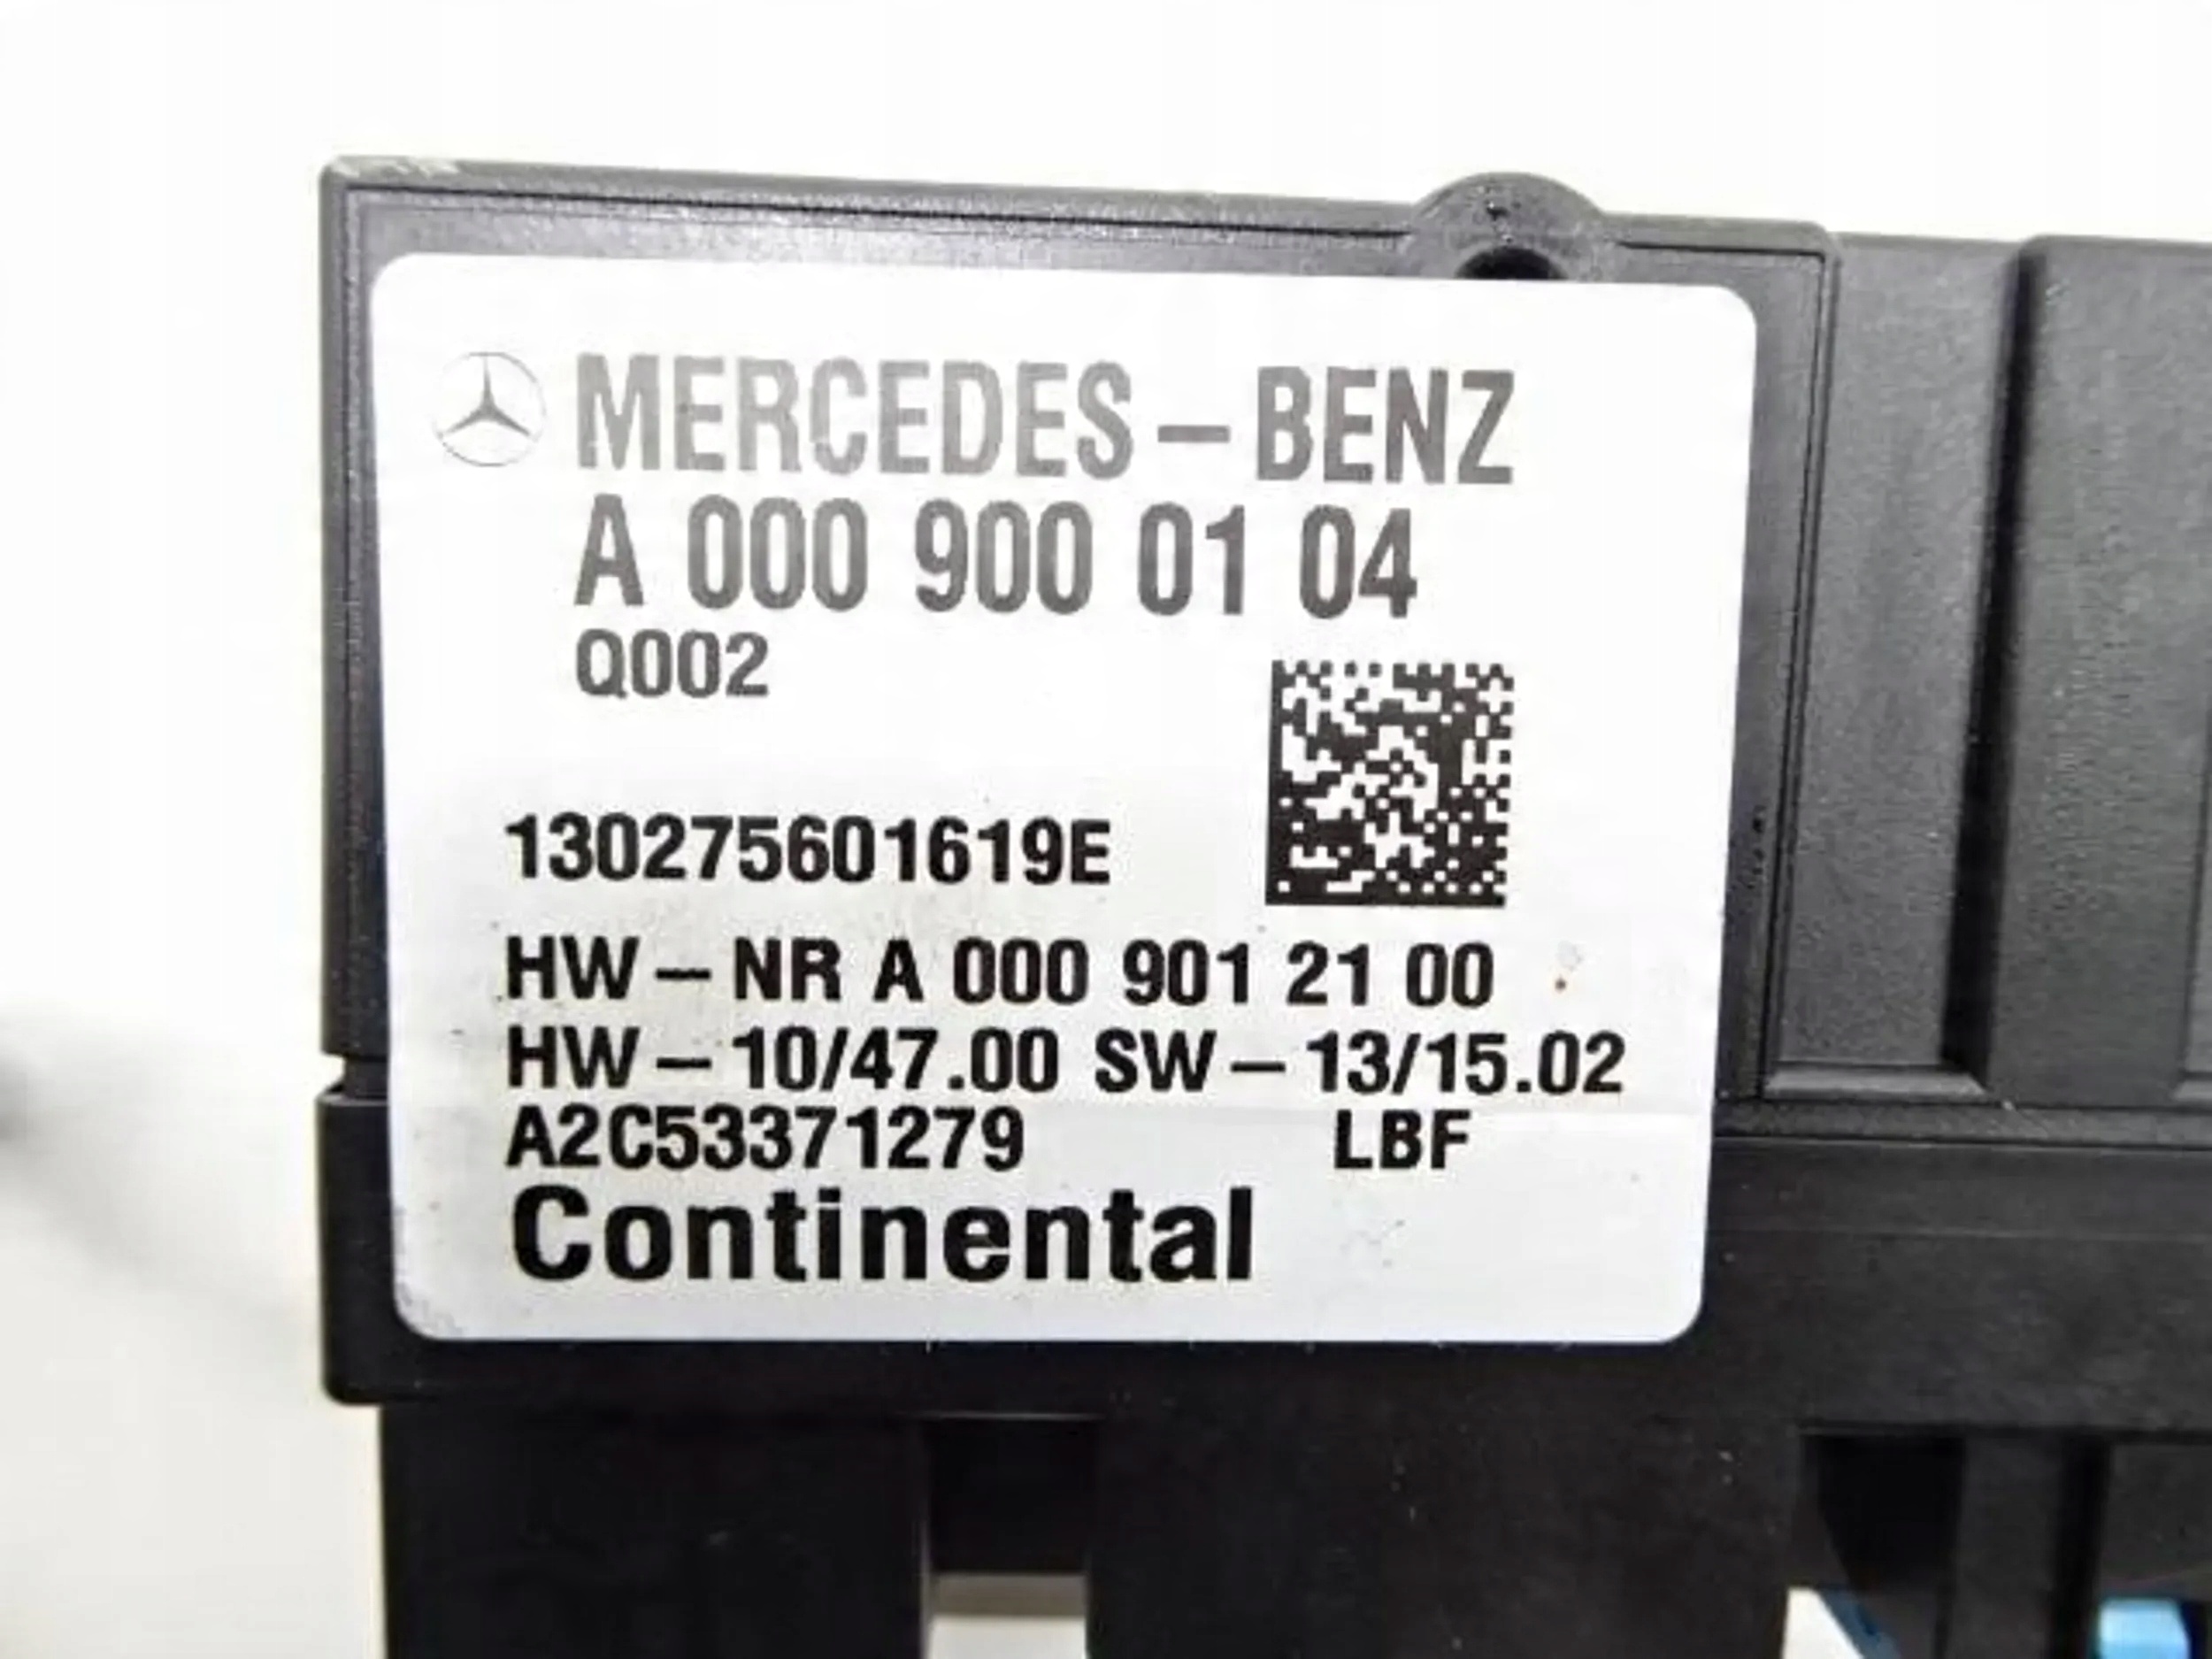 MERCEDES-BENZ
A 000 900 01 04
Q002
130275601619E
HW-NR A 000 901 21 00
HW-10/47.00 SW-13/15.02
A2C53371279 LBF
Continental